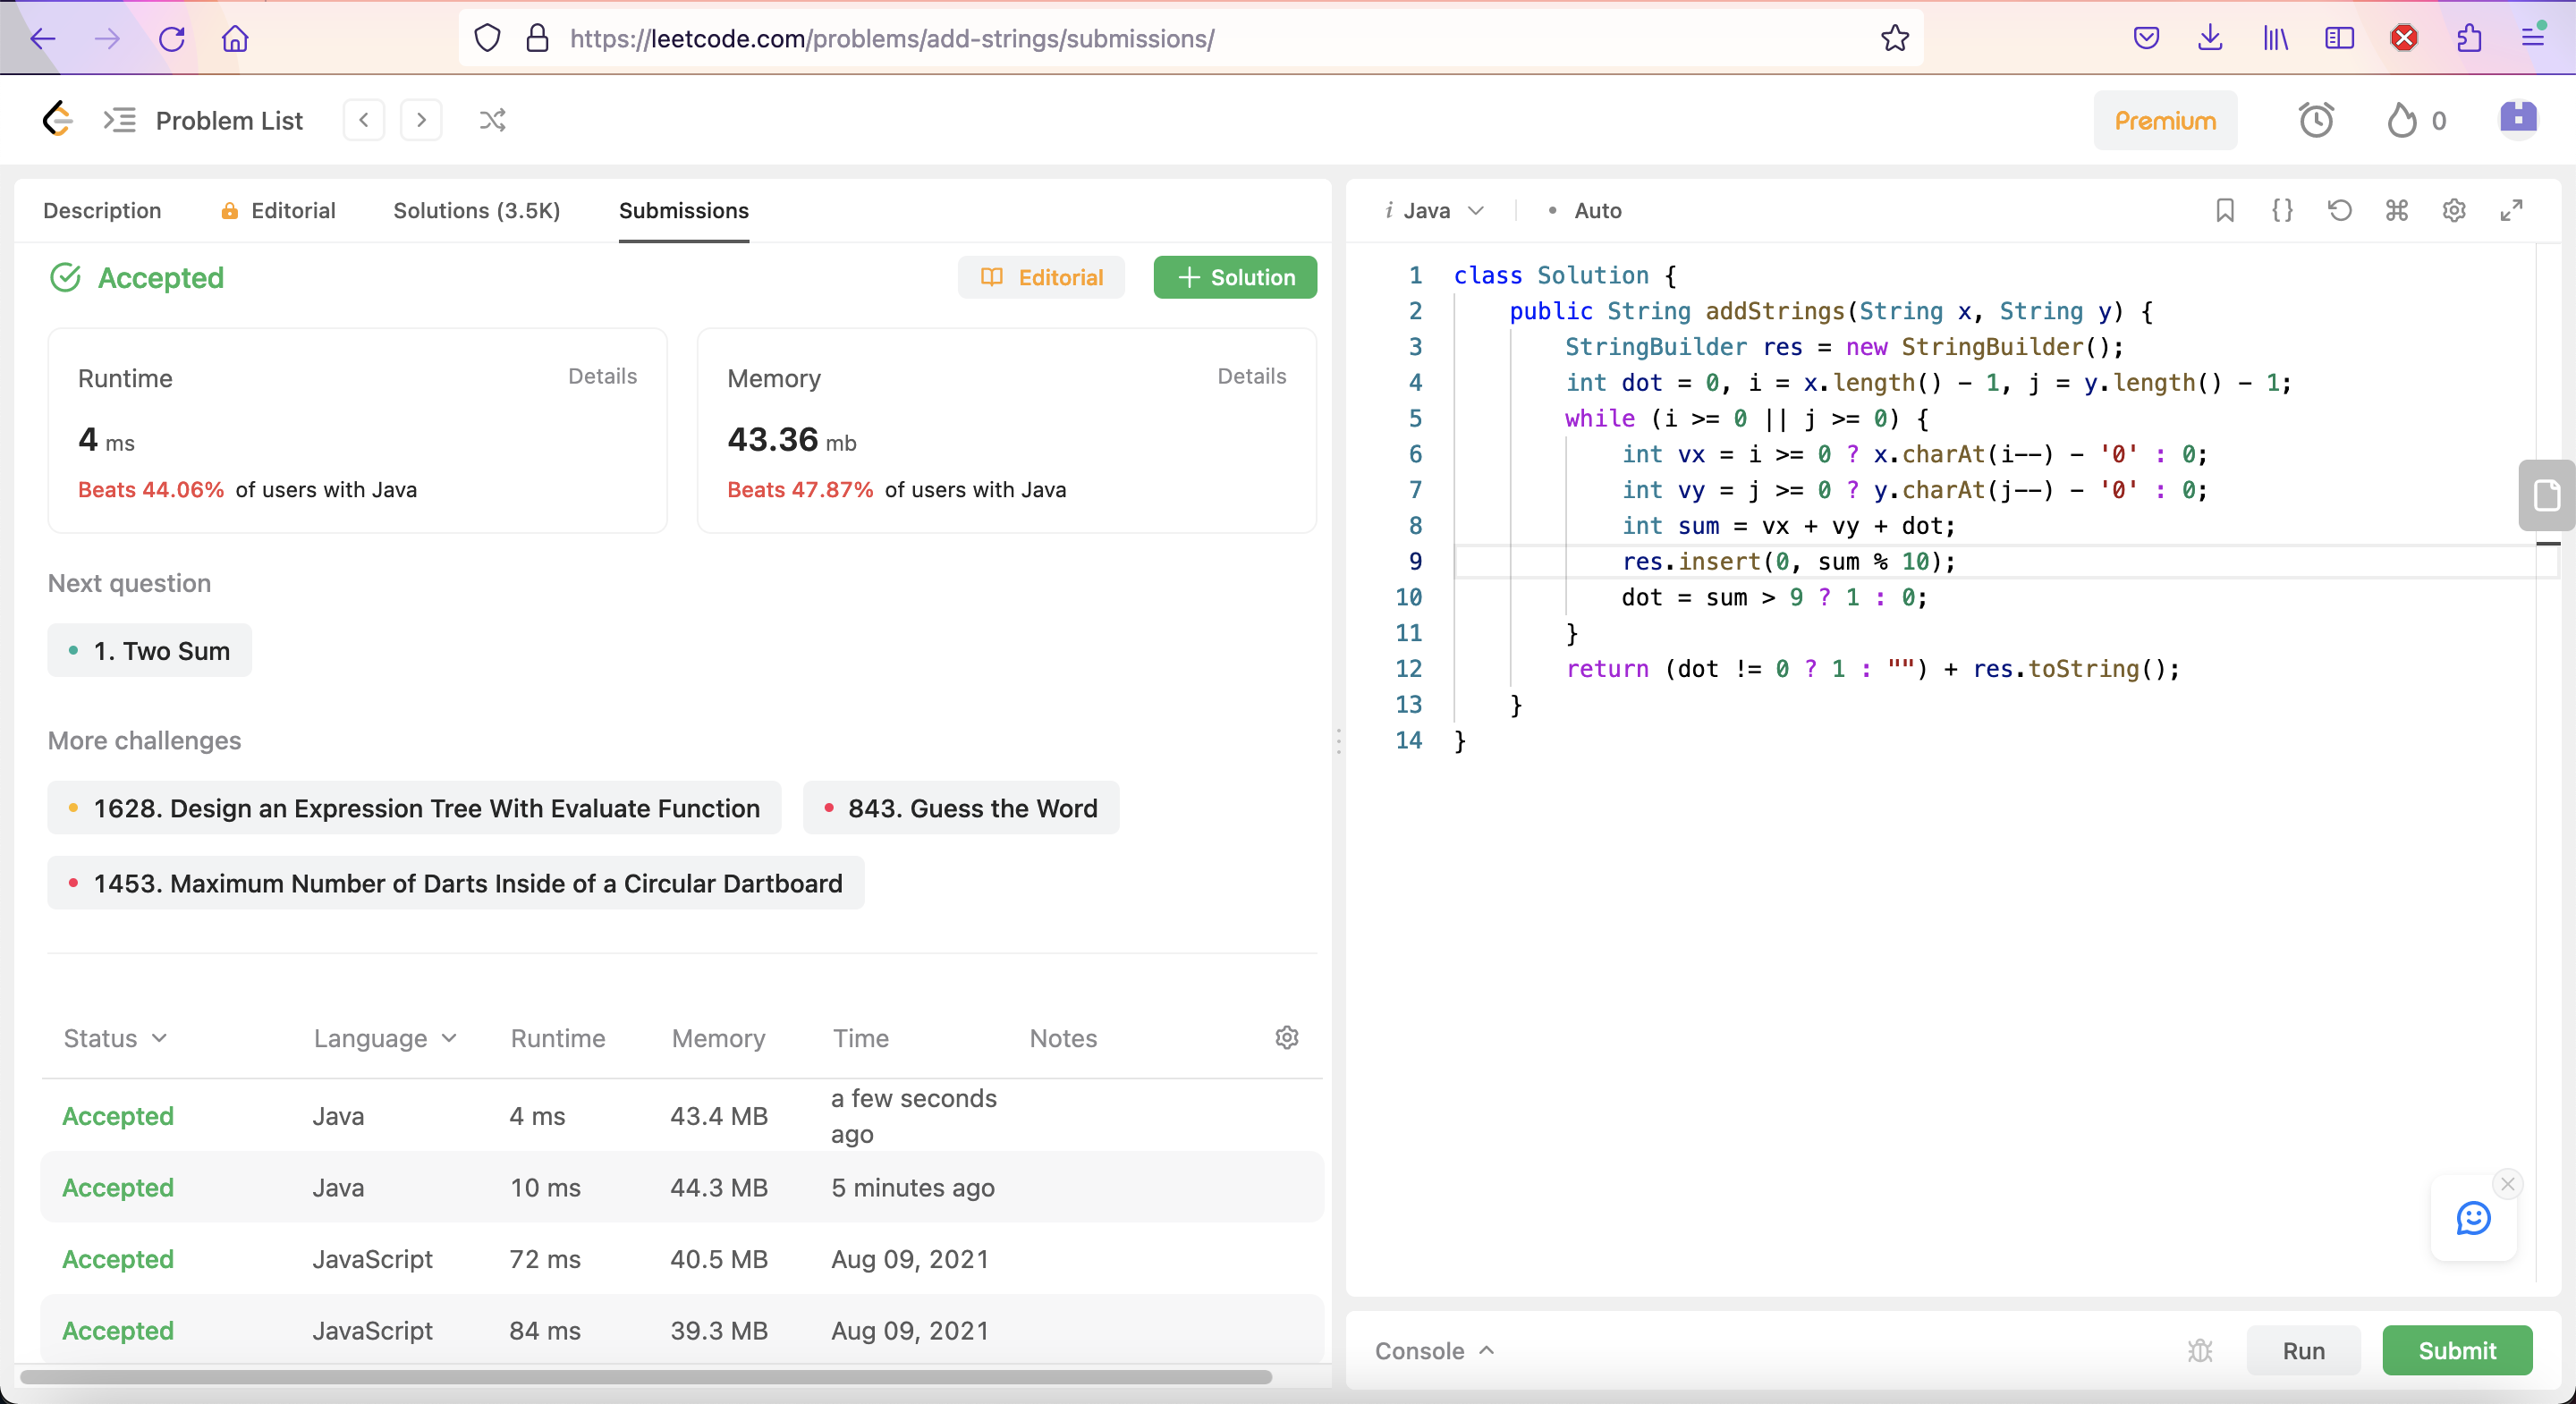 https://leetcode.com/problems/add-strings/submissions/
Problem List
Premium
0
Description
Editorial
Solutions (3.5K)
Submissions
Accepted
Editorial
Solution
Runtime
Details
4 ms
Beats 44.06% of users with Java
Memory
Details
43.36 mb
Beats 47.87% of users with Java
Next question
1. Two Sum
More challenges
1628. Design an Expression Tree With Evaluate Function
843. Guess the Word
1453. Maximum Number of Darts Inside of a Circular Dartboard
Status Language Runtime Memory Time Notes
Accepted Java 4 ms 43.4 MB a few seconds ago
Accepted Java 10 ms 44.3 MB 5 minutes ago
Accepted JavaScript 72 ms 40.5 MB Aug 09, 2021
Accepted JavaScript 84 ms 39.3 MB Aug 09, 2021
i Java
Auto
1 class Solution {
2     public String addStrings(String x, String y) {
3         StringBuilder res = new StringBuilder();
4         int dot = 0, i = x.length() - 1, j = y.length() - 1;
5         while (i >= 0 || j >= 0) {
6             int vx = i >= 0 ? x.charAt(i--) - '0' : 0;
7             int vy = j >= 0 ? y.charAt(j--) - '0' : 0;
8             int sum = vx + vy + dot;
9             res.insert(0, sum % 10);
10             dot = sum > 9 ? 1 : 0;
11         }
12         return (dot != 0 ? 1 : "") + res.toString();
13     }
14 }
Console
Run
Submit